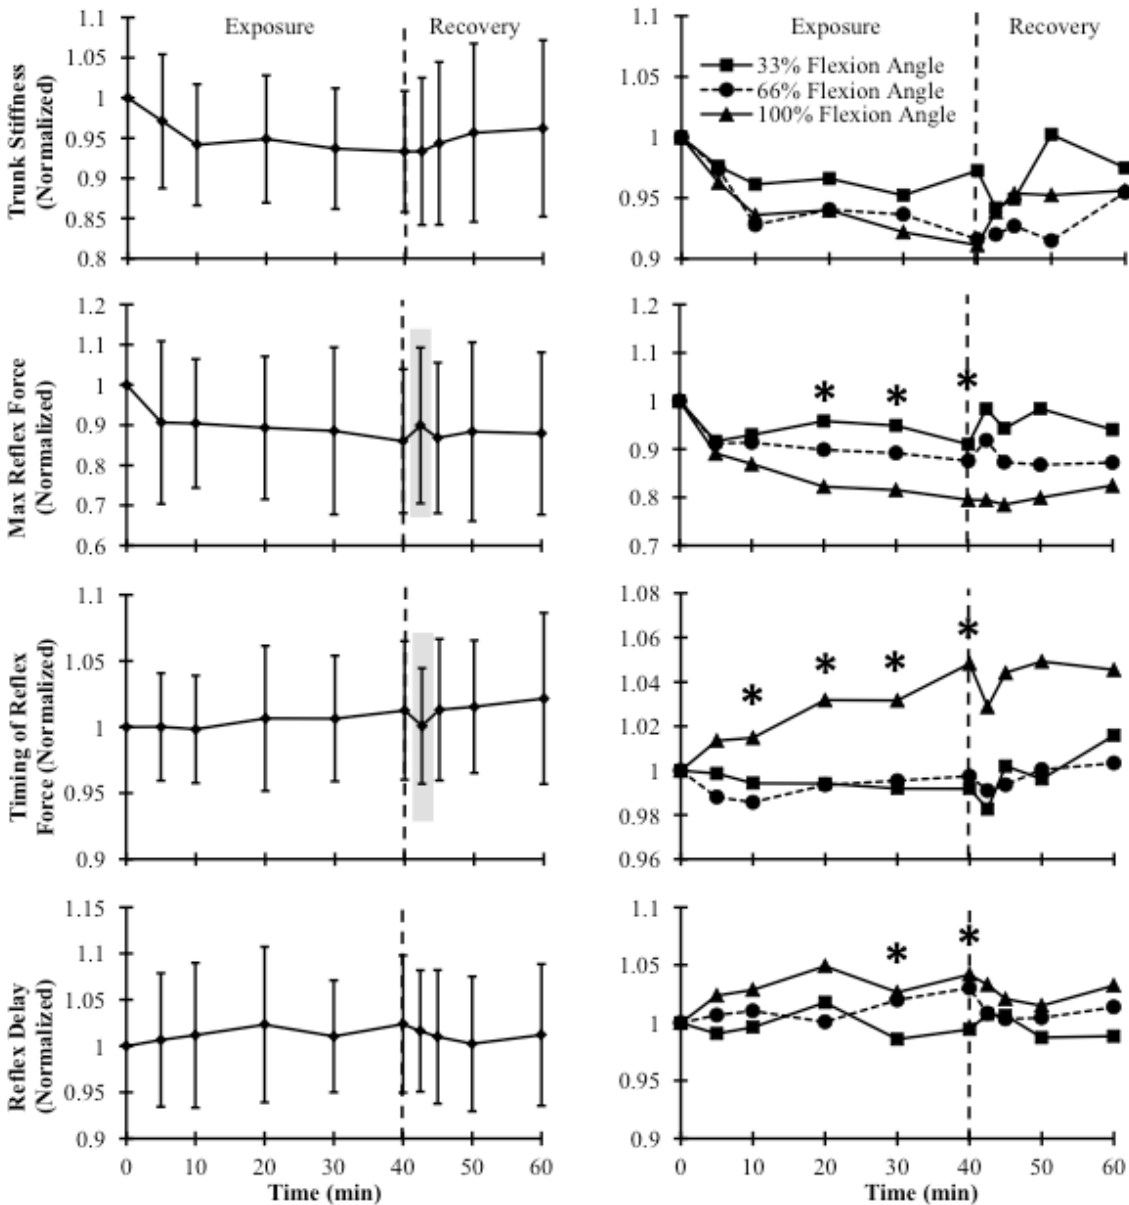 Trunk Stiffness
(Normalized)
1.1
1.05
1
0.95
0.9
0.85
0.8
Exposure
Recovery
1.1
1.05
1
0.95
0.9
Exposure
Recovery
33% Flexion Angle
66% Flexion Angle
100% Flexion Angle
Max Reflex Force
(Normalized)
1.2
1.1
1
0.9
0.8
0.7
0.6
1.2
1.1
1
0.9
0.8
0.7
* * *
Timing of Reflex
Force (Normalized)
1.1
1.05
1
0.95
0.9
1.08
1.06
1.04
1.02
1
0.98
0.96
* * * *
Reflex Delay
(Normalized)
1.15
1.1
1.05
1
0.95
0.9
0 10 20 30 40 50 60
Time (min)
1.1
1.05
1
0.95
0.9
* *
0 10 20 30 40 50 60
Time (min)